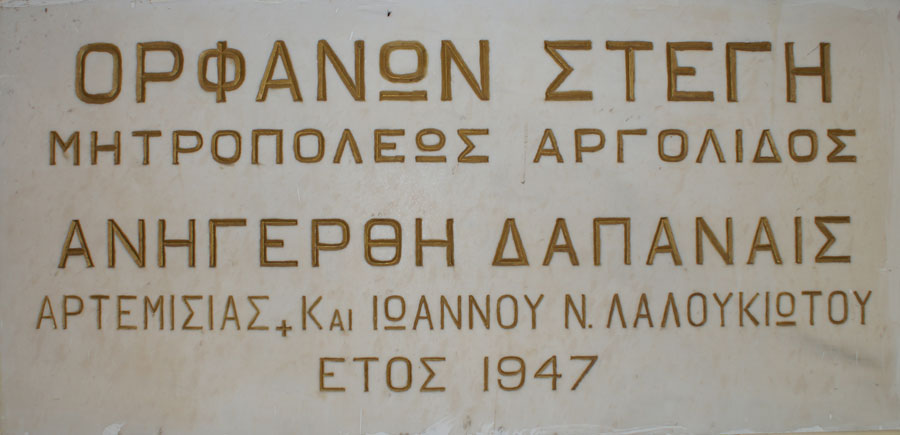 ΟΡΦΑΝΩΝ ΣΤΕΓΗ
ΜΗΤΡΟΠΟΛΕΩΣ ΑΡΓΟΛΙΔΟΣ
ΑΝΗΓΕΡΘΗ ΔΑΠΑΝΑΙΣ
ΑΡΤΕΜΙΣΙΑΣ + Και ΙΩΑΝΝΟΥ Ν. ΛΑΛΟΥΚΙΩΤΟΥ
ΕΤΟΣ 1947